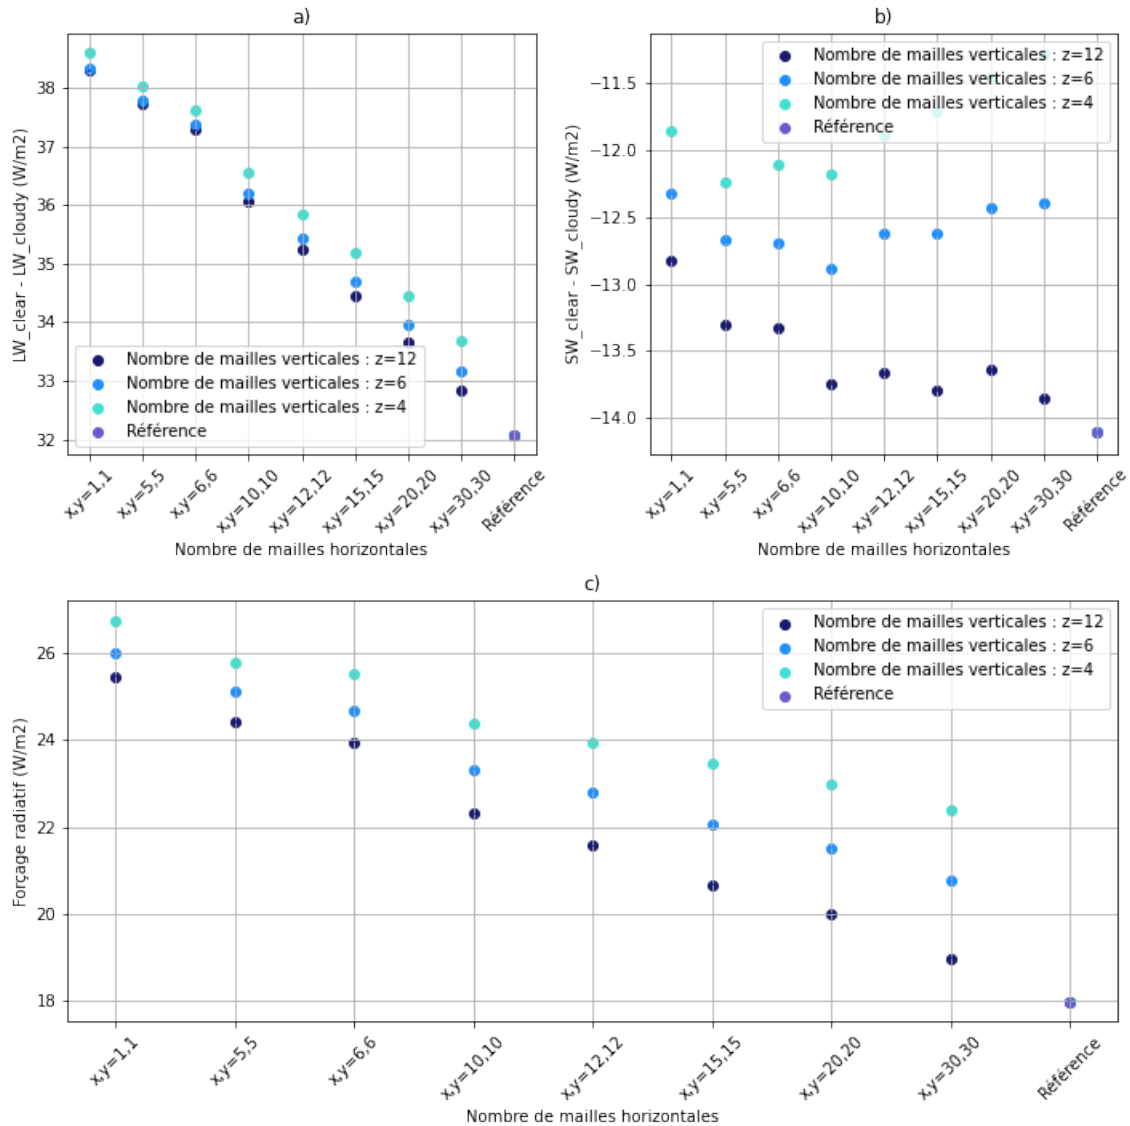 a)
LW_clear - LW_cloudy (W/m2)
38
37
36
35
34
33
32
Nombre de mailles verticales : z=12
Nombre de mailles verticales : z=6
Nombre de mailles verticales : z=4
Référence
x,y=1,1
x,y=5,5
x,y=6,6
x,y=10,10
x,y=12,12
x,y=15,15
x,y=20,20
x,y=30,30
Référence
Nombre de mailles horizontales
b)
SW_clear - SW_cloudy (W/m2)
−11.5
−12.0
−12.5
−13.0
−13.5
−14.0
Nombre de mailles verticales : z=12
Nombre de mailles verticales : z=6
Nombre de mailles verticales : z=4
Référence
x,y=1,1
x,y=5,5
x,y=6,6
x,y=10,10
x,y=12,12
x,y=15,15
x,y=20,20
x,y=30,30
Référence
Nombre de mailles horizontales
c)
Forçage radiatif (W/m2)
26
24
22
20
18
Nombre de mailles verticales : z=12
Nombre de mailles verticales : z=6
Nombre de mailles verticales : z=4
Référence
x,y=1,1
x,y=5,5
x,y=6,6
x,y=10,10
x,y=12,12
x,y=15,15
x,y=20,20
x,y=30,30
Référence
Nombre de mailles horizontales